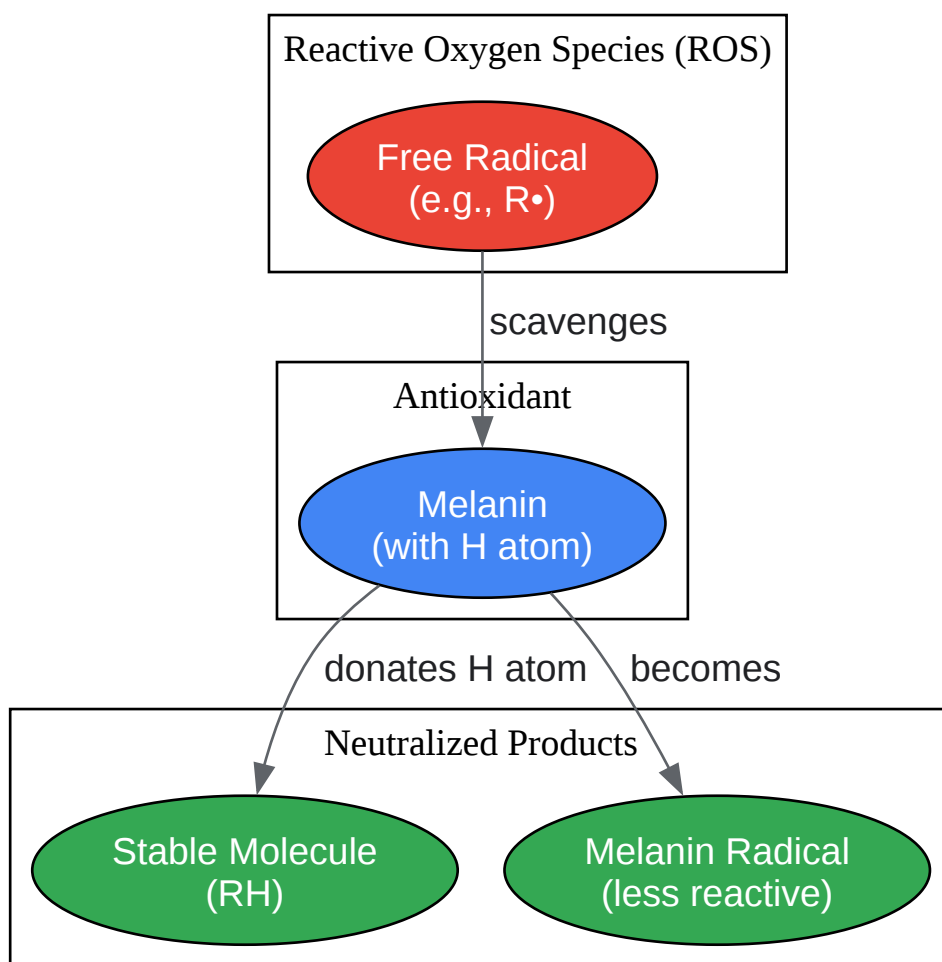 Reactive Oxygen Species (ROS)
Free Radical
(e.g., R•)
scavenges
Antioxidant
Melanin
(with H atom)
donates H atom
becomes
Neutralized Products
Stable Molecule
(RH)
Melanin Radical
(less reactive)